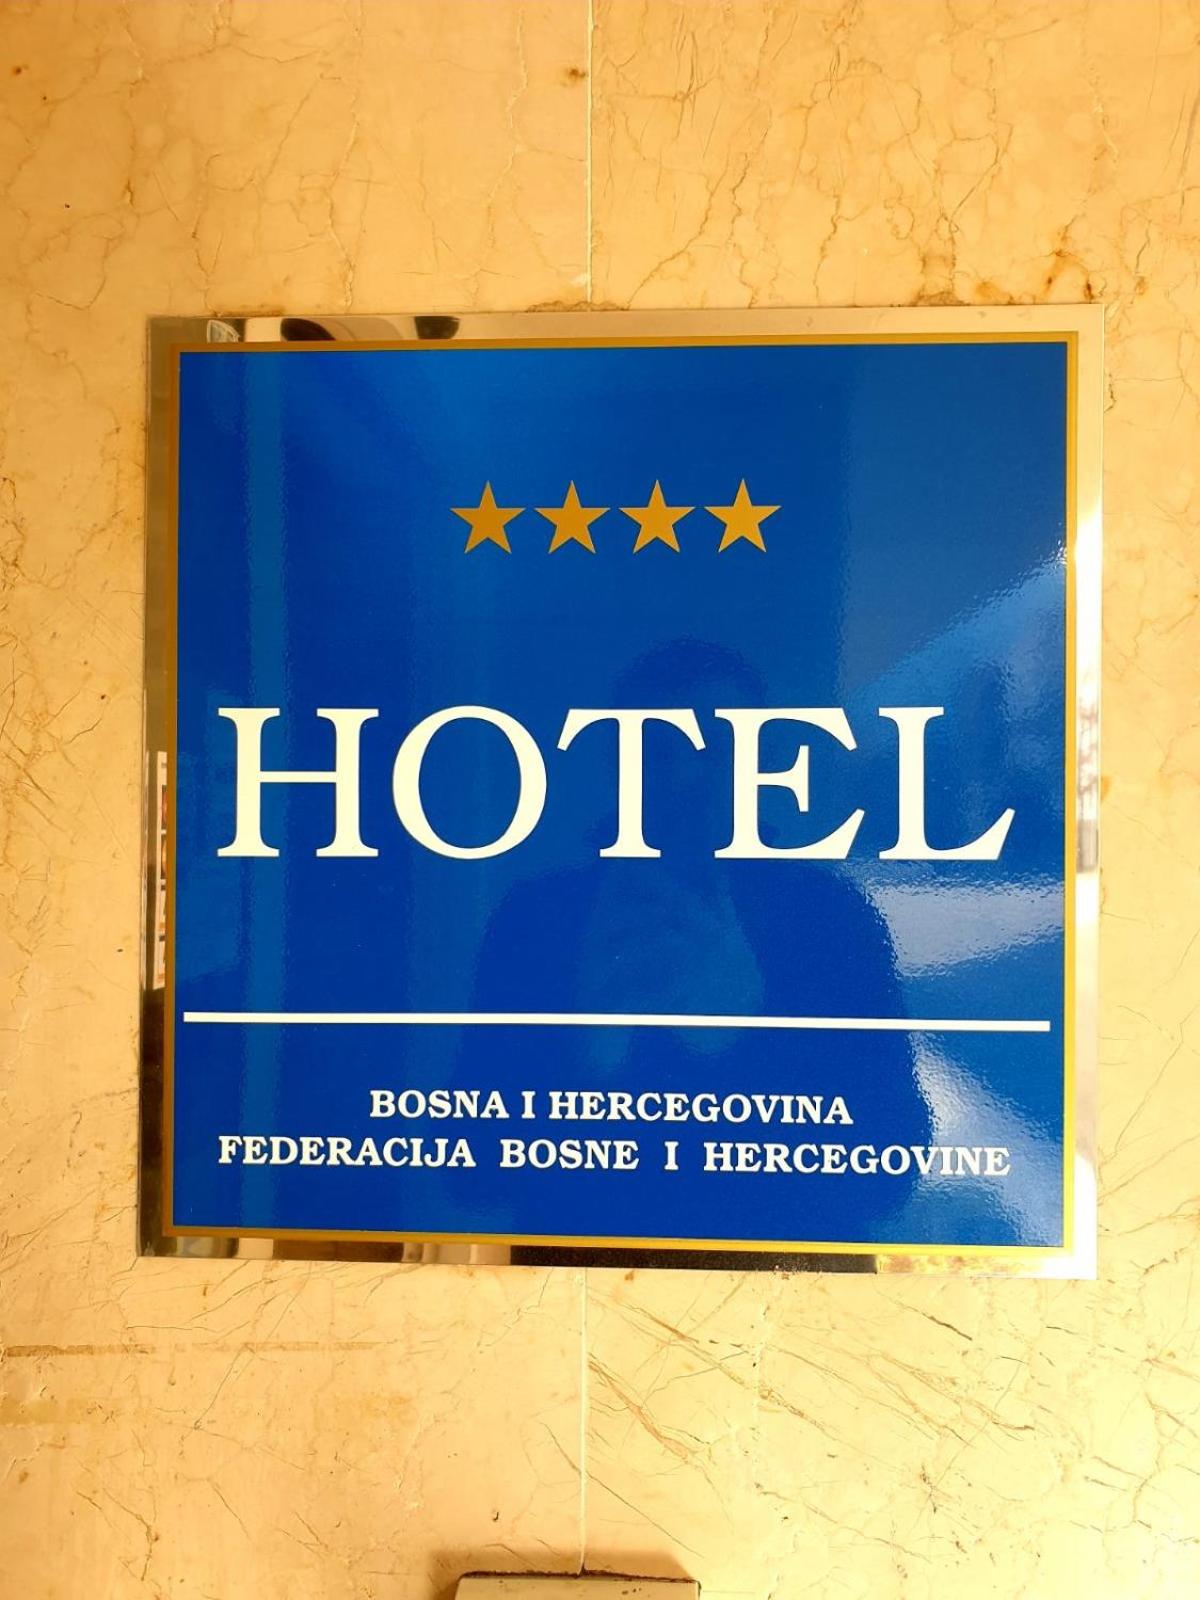 HOTEL
BOSNA I HERCEGOVINA
FEDERACIJA BOSNE I HERCEGOVINE